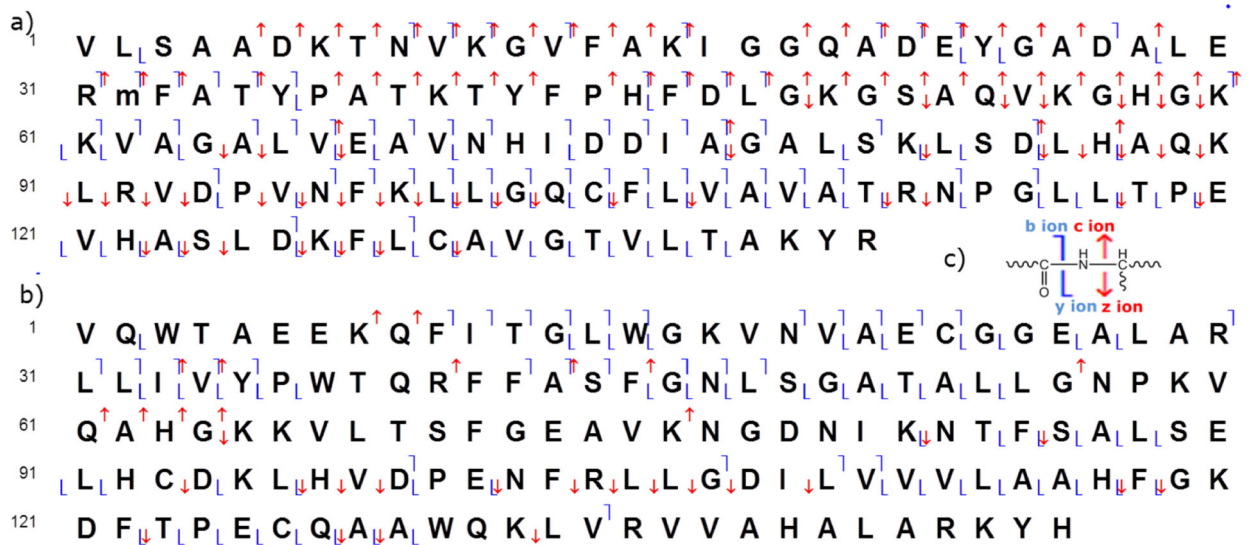 a)
1 V L S A A D K T N V K G V F A K I G G Q A D E Y G A D A L E
31 R m F A T Y P A T K T Y F P H F D L G K G S A Q V K G H G K
61 K V A G A L V E A V N H I D D I A G A L S K L S D L H A Q K
91 L R V D P V N F K L L G Q C F L V A V A T R N P G L L T P E
121 V H A S L D K F L C A V G T V L T A K Y R
c)
b ion c ion
H H
C N C
O
y ion z ion
b)
1 V Q W T A E E K Q F I T G L W G K V N V A E C G G E A L A R
31 L L I V Y P W T Q R F F A S F G N L S G A T A L L G N P K V
61 Q A H G K K V L T S F G E A V K N G D N I K N T F S A L S E
91 L H C D K L H V D P E N F R L L G D I L V V V L A A H F G K
121 D F T P E C Q A A W Q K L V R V V A H A L A R K Y H